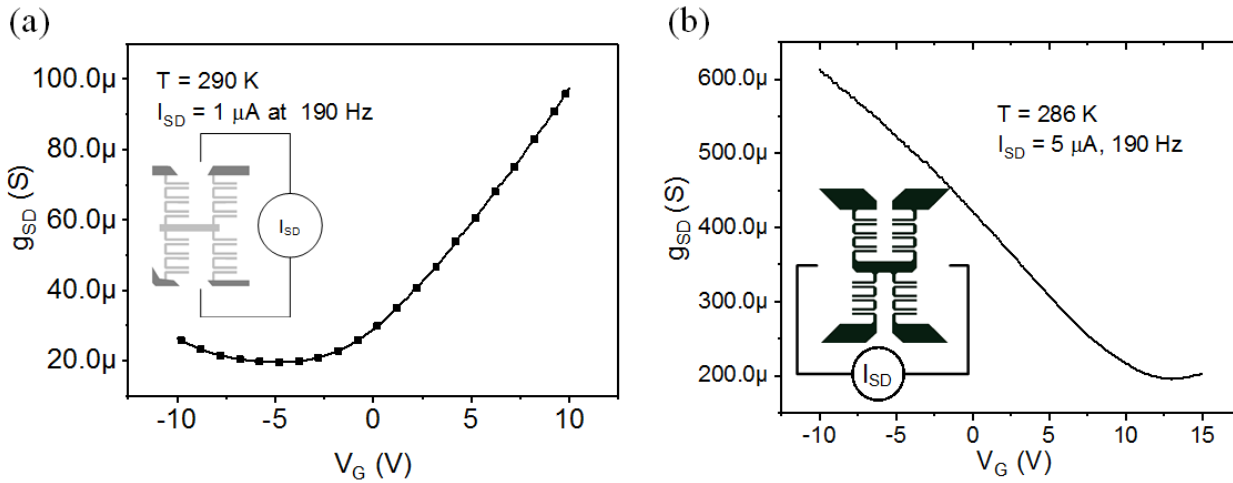 (a)
100.0μ
80.0μ
60.0μ
40.0μ
20.0μ
g_SD (S)
T = 290 K
I_SD = 1 μA at 190 Hz
I_SD
-10 -5 0 5 10
V_G (V)
(b)
600.0μ
500.0μ
400.0μ
300.0μ
200.0μ
g_SD (S)
T = 286 K
I_SD = 5 μA, 190 Hz
I_SD
-10 -5 0 5 10 15
V_G (V)